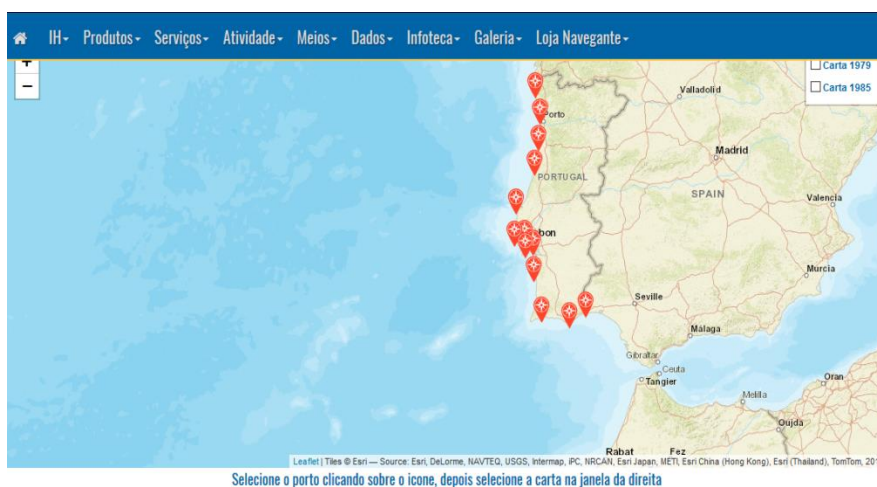 IH Produtos Serviços Atividade Meios Dados Infoteca Galeria Loja Navegante
+
−
Carta 1979
Carta 1985
Valladolid
Porto
Madrid
PORTUGAL
SPAIN
Valencia
bon
Murcia
Seville
Málaga
Gibraltar
Ceuta
Tangier
Oran
Melilla
Oujda
Rabat Fez
Leaflet | Tiles © Esri — Source: Esri, DeLorme, NAVTEQ, USGS, Intermap, iPC, NRCAN, Esri Japan, METI, Esri China (Hong Kong), Esri (Thailand), TomTom, 201
Selecione o porto clicando sobre o icone, depois selecione a carta na janela da direita